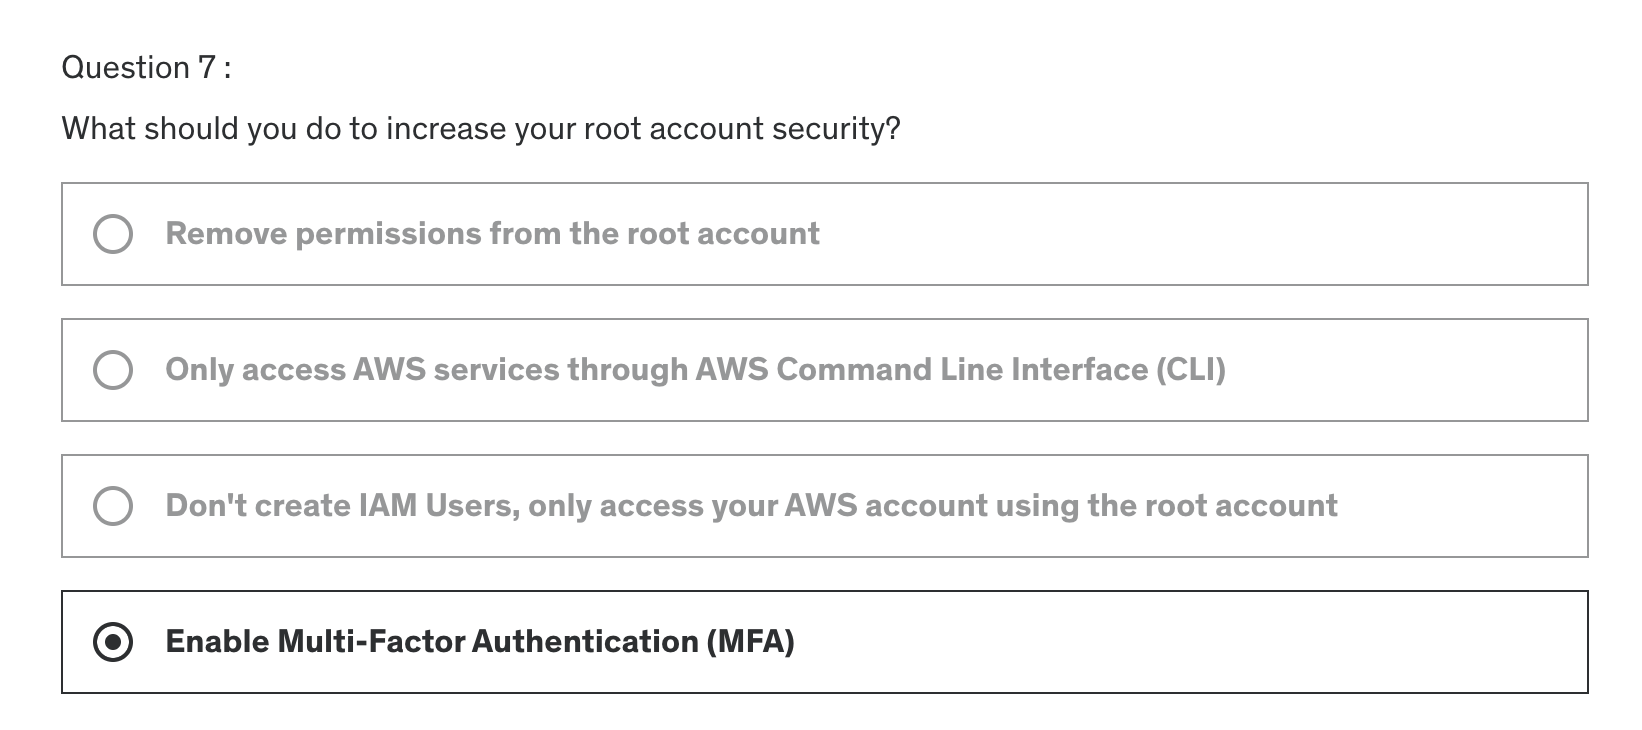 Question 7 :
What should you do to increase your root account security?
Remove permissions from the root account
Only access AWS services through AWS Command Line Interface (CLI)
Don't create IAM Users, only access your AWS account using the root account
Enable Multi-Factor Authentication (MFA)